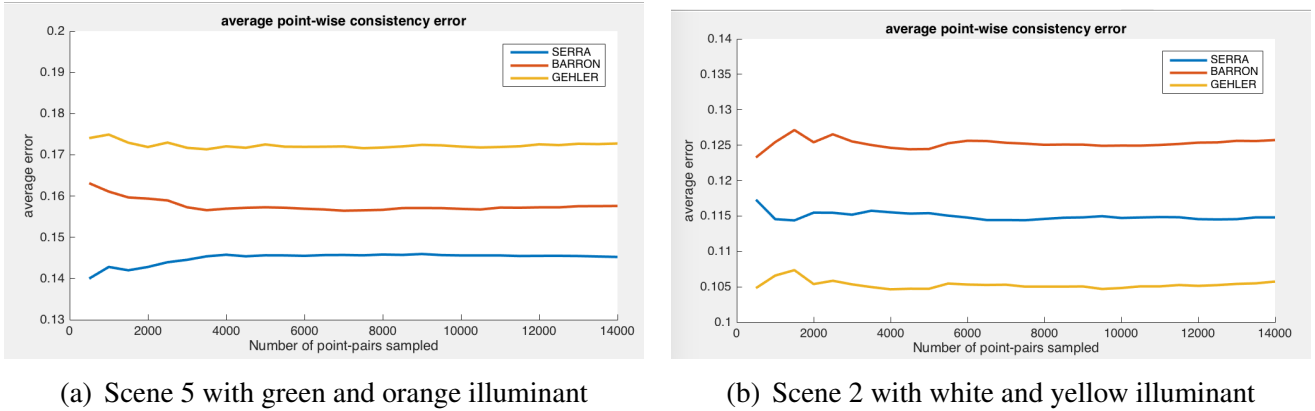 average point-wise consistency error
0.2
0.19
0.18
0.17
0.16
0.15
0.14
0.13
average error
SERRA
BARRON
GEHLER
0 2000 4000 6000 8000 10000 12000 14000
Number of point-pairs sampled
(a) Scene 5 with green and orange illuminant
average point-wise consistency error
0.14
0.135
0.13
0.125
0.12
0.115
0.11
0.105
0.1
average error
SERRA
BARRON
GEHLER
0 2000 4000 6000 8000 10000 12000 14000
Number of point-pairs sampled
(b) Scene 2 with white and yellow illuminant